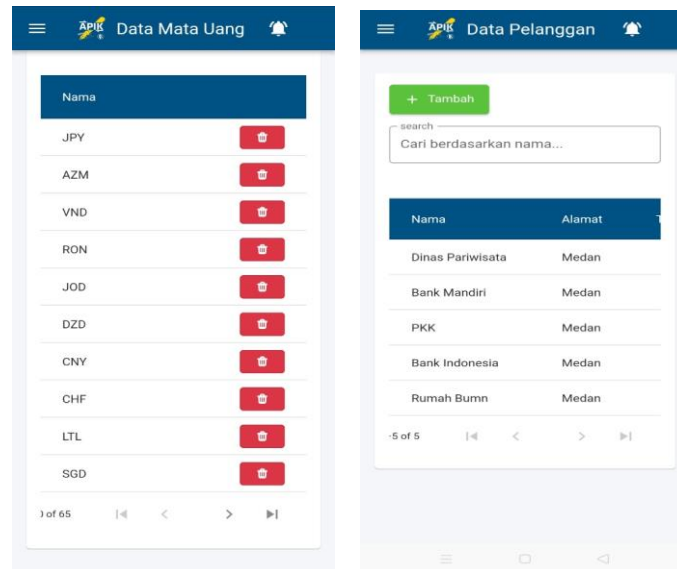 APIK Data Mata Uang
Nama
JPY
AZM
VND
RON
JOD
DZD
CNY
CHF
LTL
SGD
of 65
APIK Data Pelanggan
+ Tambah
search
Cari berdasarkan nama...
Nama Alamat
Dinas Pariwisata Medan
Bank Mandiri Medan
PKK Medan
Bank Indonesia Medan
Rumah Bumn Medan
5 of 5